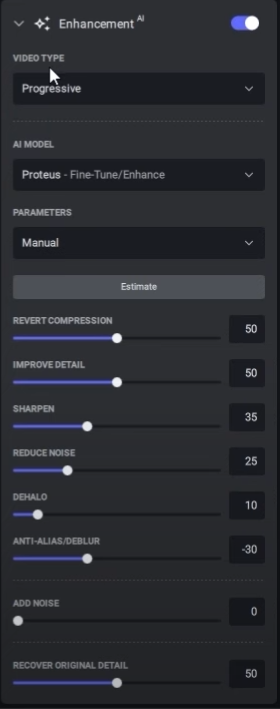 Enhancement AI
VIDEO TYPE
Progressive
AI MODEL
Proteus - Fine-Tune/Enhance
PARAMETERS
Manual
Estimate
REVERT COMPRESSION 50
IMPROVE DETAIL 50
SHARPEN 35
REDUCE NOISE 25
DEHALO 10
ANTI-ALIAS/DEBLUR -30
ADD NOISE 0
RECOVER ORIGINAL DETAIL 50